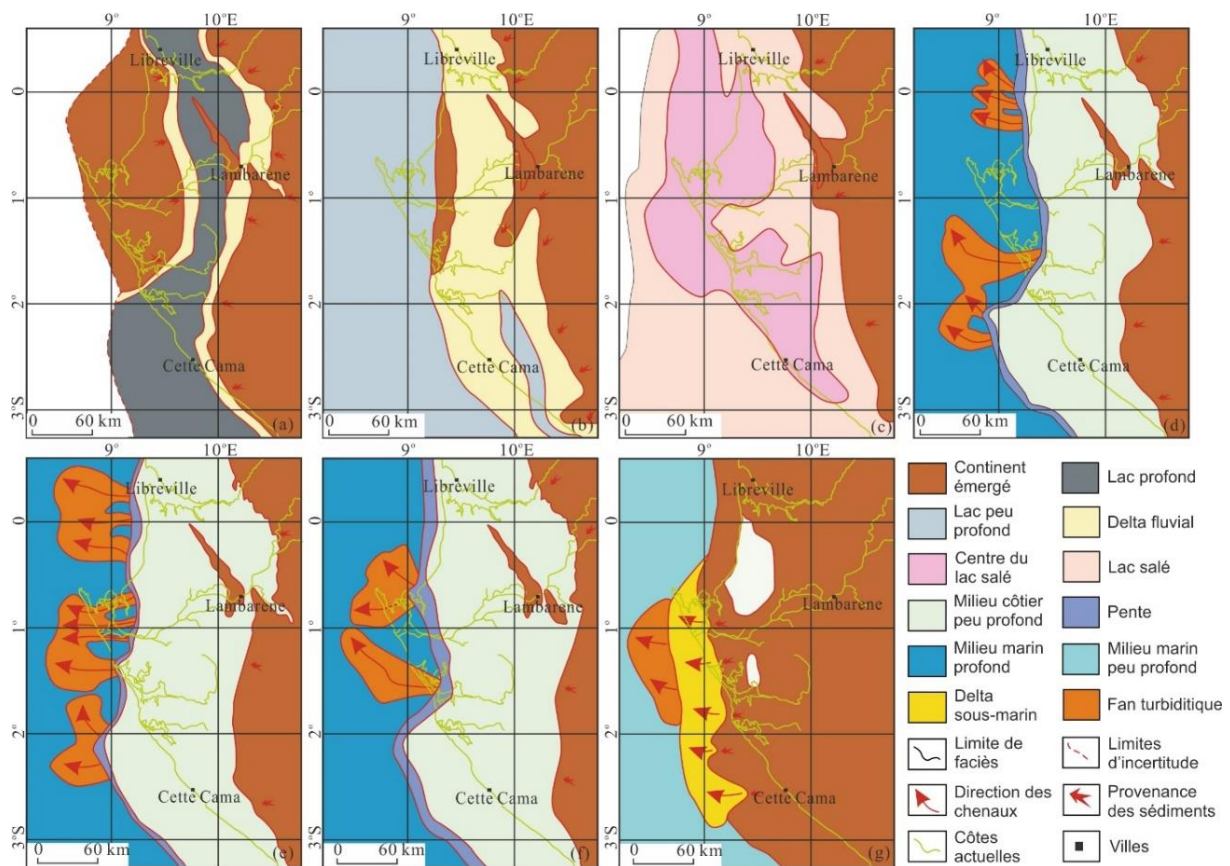 9° 10°E
Libreville
0
Lambarene
1°
2°
Cette Cama
3°S
0 60 km
(a)
9° 10°E
Libreville
0
Lambarene
1°
2°
Cette Cama
3°S
0 60 km
(b)
9° 10°E
Libreville
0
Lambarene
1°
2°
Cette Cama
3°S
0 60 km
(c)
9° 10°E
Libreville
0
Lambarene
1°
2°
Cette Cama
3°S
0 60 km
(d)
9° 10°E
Libreville
0
Lambarene
1°
2°
Cette Cama
3°S
0 60 km
(e)
9° 10°E
Libreville
0
Lambarene
1°
2°
Cette Cama
3°S
0 60 km
(f)
9° 10°E
Libreville
0
Lambarene
1°
2°
Cette Cama
3°S
0 60 km
(g)
Continent
émergé
Lac profond
Lac peu
profond
Delta fluvial
Centre du
lac salé
Lac salé
Milieu côtier
peu profond
Pente
Milieu marin
profond
Milieu marin
peu profond
Delta
sous-marin
Fan turbiditique
Limite de
faciès
Limites
d'incertitude
Direction des
chenaux
Provenance
des sédiments
Côtes
actuelles
Villes